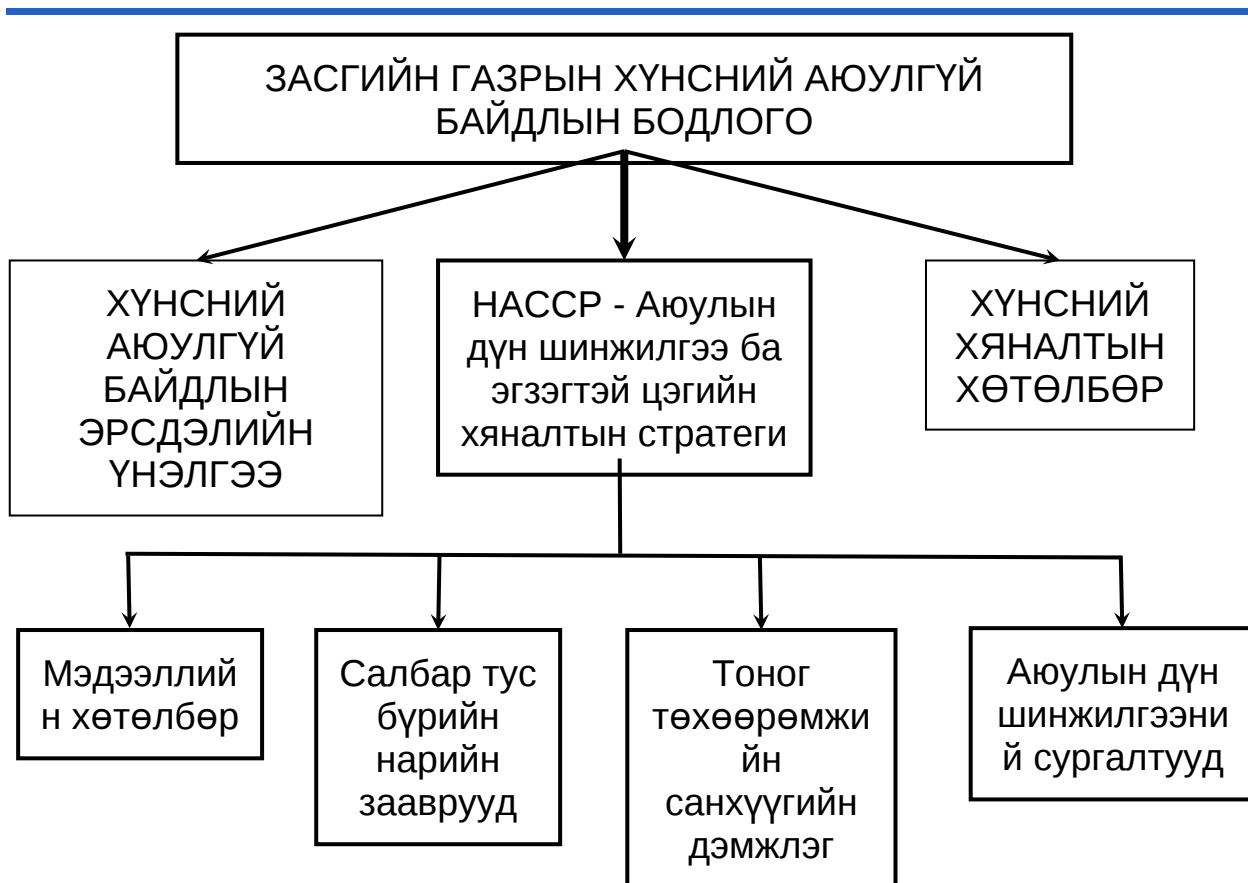 ЗАСГИЙН ГАЗРЫН ХҮНСНИЙ АЮУЛГҮЙ
БАЙДЛЫН БОДЛОГО
ХҮНСНИЙ
АЮУЛГҮЙ
БАЙДЛЫН
ЭРСДЭЛИЙН
ҮНЭЛГЭЭ
НАССР - Аюулын
дүн шинжилгээ ба
эгзэгтэй цэгийн
хяналтын стратеги
ХҮНСНИЙ
ХЯНАЛТЫН
ХӨТӨЛБӨР
Мэдээллий
н хөтөлбөр
Салбар тус
бүрийн
нарийн
зааврууд
Тоног
төхөөрөмжи
йн
санхүүгийн
дэмжлэг
Аюулын дүн
шинжилгээни
й сургалтууд